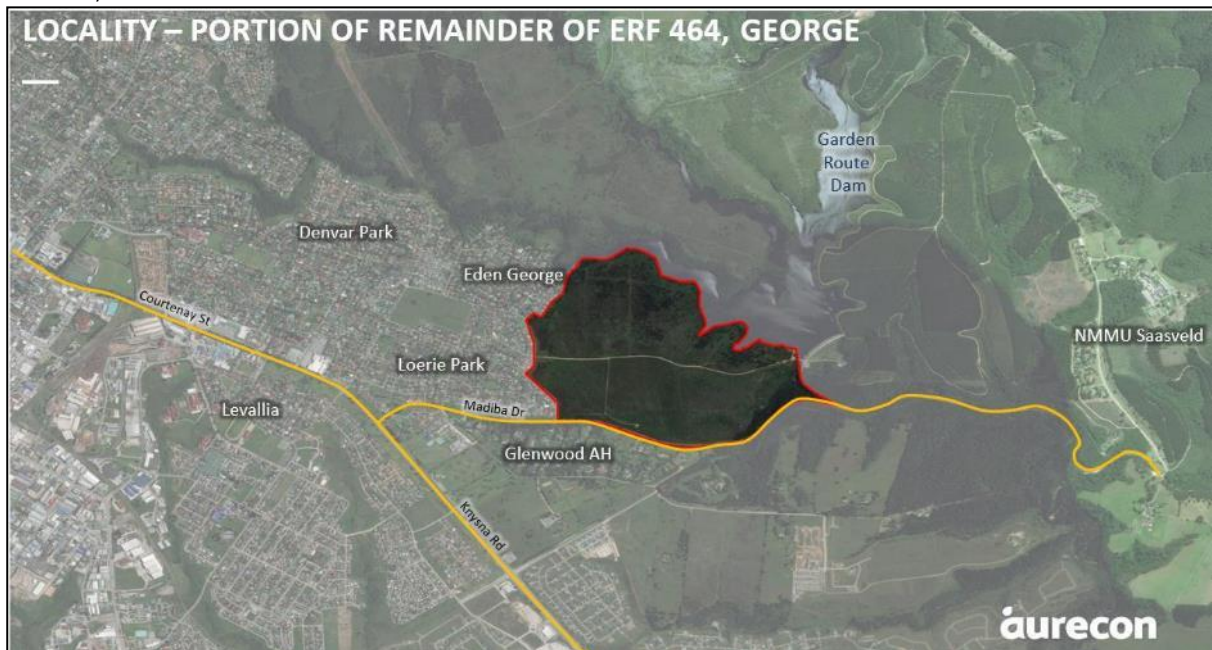 LOCALITY – PORTION OF REMAINDER OF ERF 464, GEORGE
Garden
Route
Dam
Denvar Park
Eden George
Courtenay St
NMMU Saasveld
Loerie Park
Madiba Dr
Levallia
Glenwood AH
Knysna Rd
aurecon